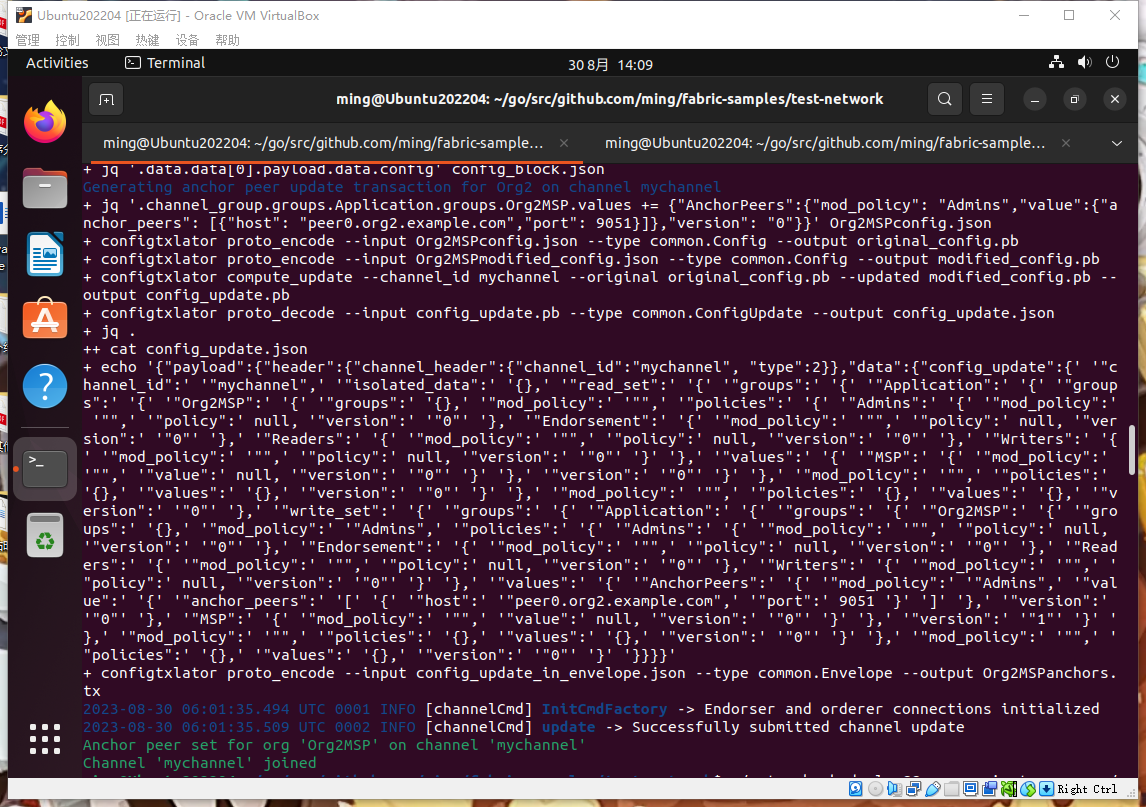 Ubuntu202204 [正在运行] - Oracle VM VirtualBox
管理 控制 视图 热键 设备 帮助
Activities Terminal 30 8月 14:09
ming@Ubuntu202204: ~/go/src/github.com/ming/fabric-samples/test-network
ming@Ubuntu202204: ~/go/src/github.com/ming/fabric-sample... × ming@Ubuntu202204: ~/go/src/github.com/ming/fabric-sample... ×
+ jq '.data.data[0].payload.data.config' config_block.json
Generating anchor peer update transaction for Org2 on channel mychannel
+ jq '.channel_group.groups.Application.groups.Org2MSP.values += {"AnchorPeers":{"mod_policy": "Admins","value":{"a
nchor_peers": [{"host": "peer0.org2.example.com","port": 9051}]},"version": "0"}}' Org2MSPconfig.json
+ configtxlator proto_encode --input Org2MSPconfig.json --type common.Config --output original_config.pb
+ configtxlator proto_encode --input Org2MSPmodified_config.json --type common.Config --output modified_config.pb
+ configtxlator compute_update --channel_id mychannel --original original_config.pb --updated modified_config.pb --
output config_update.pb
+ configtxlator proto_decode --input config_update.pb --type common.ConfigUpdate --output config_update.json
+ jq .
++ cat config_update.json
+ echo '{"payload":{"header":{"channel_header":{"channel_id":"mychannel", "type":2}},"data":{"config_update":{' '"c
hannel_id":' '"mychannel",' '"isolated_data":' '{},' '"read_set":' '{' '"groups":' '{' '"Application":' '{' '"group
s":' '{' '"Org2MSP":' '{' '"groups":' '{},' '"mod_policy":' '"",' '"policies":' '{' '"Admins":' '{' '"mod_policy":'
'"",' '"policy":' null, '"version":' '"0"' '},' '"Endorsement":' '{' '"mod_policy":' '"",' '"policy":' null, '"ver
sion":' '"0"' '},' '"Readers":' '{' '"mod_policy":' '"",' '"policy":' null, '"version":' '"0"' '},' '"Writers":' '{
' '"mod_policy":' '"",' '"policy":' null, '"version":' '"0"' '}' '},' '"values":' '{' '"MSP":' '{' '"mod_policy":'
'"",' '"value":' null, '"version":' '"0"' '}' '},' '"version":' '"0"' '}' '},' '"mod_policy":' '"",' '"policies":'
'{},' '"values":' '{},' '"version":' '"0"' '}' '},' '"mod_policy":' '"",' '"policies":' '{},' '"values":' '{},' '"v
ersion":' '"0"' '},' '"write_set":' '{' '"groups":' '{' '"Application":' '{' '"groups":' '{' '"Org2MSP":' '{' '"gro
ups":' '{},' '"mod_policy":' '"Admins",' '"policies":' '{' '"Admins":' '{' '"mod_policy":' '"",' '"policy":' null,
'"version":' '"0"' '},' '"Endorsement":' '{' '"mod_policy":' '"",' '"policy":' null, '"version":' '"0"' '},' '"Read
ers":' '{' '"mod_policy":' '"",' '"policy":' null, '"version":' '"0"' '},' '"Writers":' '{' '"mod_policy":' '"",' '
"policy":' null, '"version":' '"0"' '}' '},' '"values":' '{' '"AnchorPeers":' '{' '"mod_policy":' '"Admins",' '"val
ue":' '{' '"anchor_peers":' '[' '{' '"host":' '"peer0.org2.example.com",' '"port":' 9051 '}' ']' '},' '"version":'
'"0"' '},' '"MSP":' '{' '"mod_policy":' '"",' '"value":' null, '"version":' '"0"' '}' '},' '"version":' '"1"' '}' '
},' '"mod_policy":' '"",' '"policies":' '{},' '"values":' '{},' '"version":' '"0"' '}' '},' '"mod_policy":' '"",' '
"policies":' '{},' '"values":' '{},' '"version":' '"0"' '}' '}}}}'
+ configtxlator proto_encode --input config_update_in_envelope.json --type common.Envelope --output Org2MSPanchors.
tx
2023-08-30 06:01:35.494 UTC 0001 INFO [channelCmd] InitCmdFactory -> Endorser and orderer connections initialized
2023-08-30 06:01:35.509 UTC 0002 INFO [channelCmd] update -> Successfully submitted channel update
Anchor peer set for org 'Org2MSP' on channel 'mychannel'
Channel 'mychannel' joined
Right Ctrl